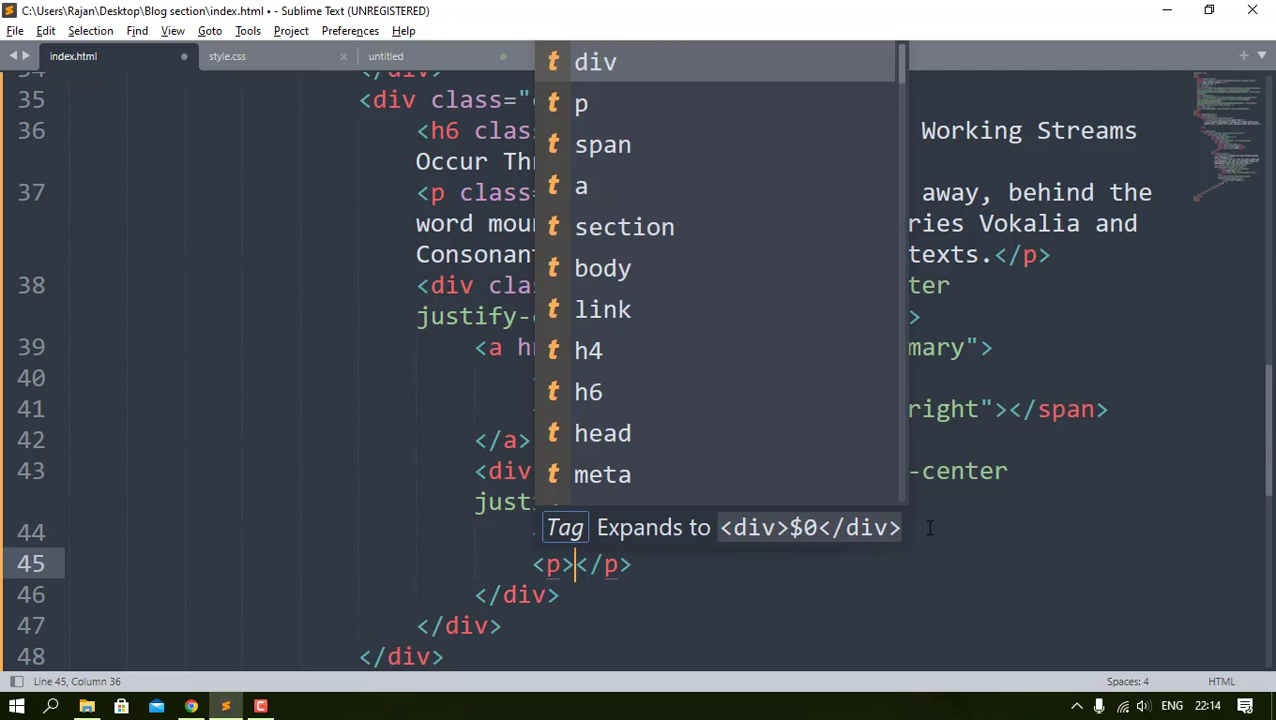 C:\Users\Rajan\Desktop\Blog section\index.html • - Sublime Text (UNREGISTERED)
File Edit Selection Find View Goto Tools Project Preferences Help
index.html style.css untitled
34 </div>
35 <div class="
36 <h6 clas Working Streams
Occur Thr
37 <p class= away, behind the
word mou ries Vokalia and
Consonan texts.</p>
38 <div clas enter
justify- >
39 <a h mary">
40
41 right"></span>
42 </a>
43 <div -center
just
44
45 <p></p>
46 </div>
47 </div>
48 </div>
div
p
span
a
section
body
link
h4
h6
head
meta
Tag Expands to <div>$0</div>
Line 45, Column 36 Spaces: 4 HTML
ENG 22:14